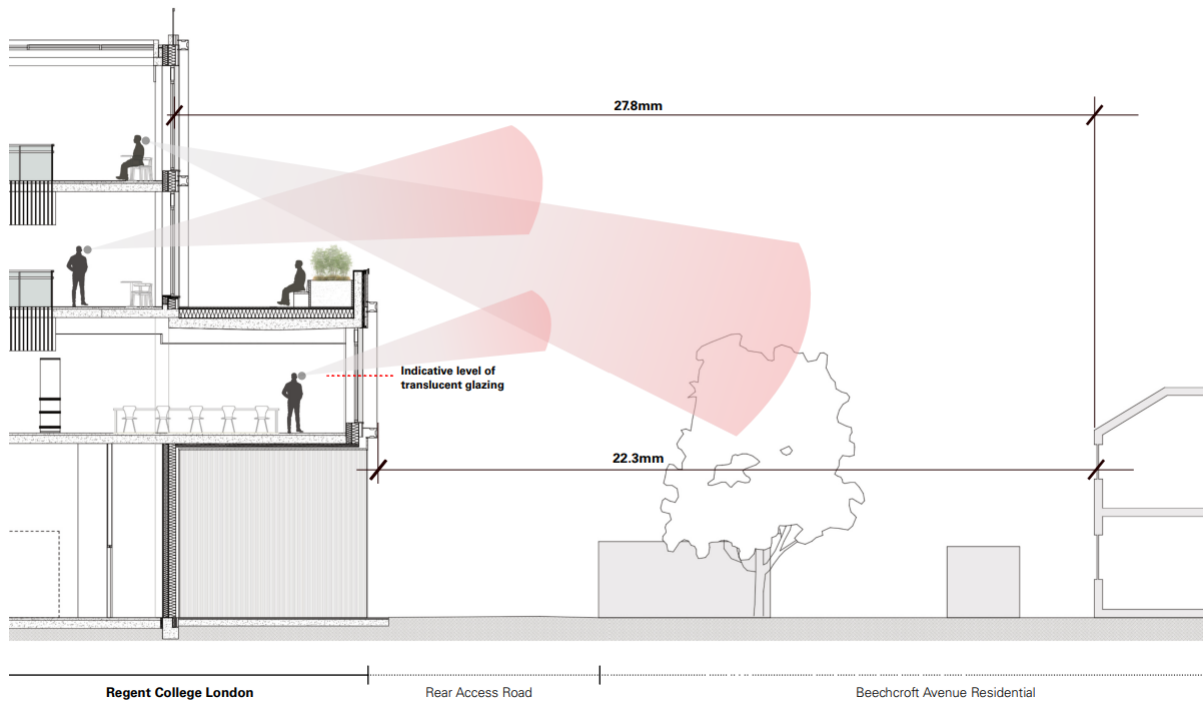 27.8mm
Indicative level of
translucent glazing
22.3mm
Regent College London
Rear Access Road
Beechcroft Avenue Residential